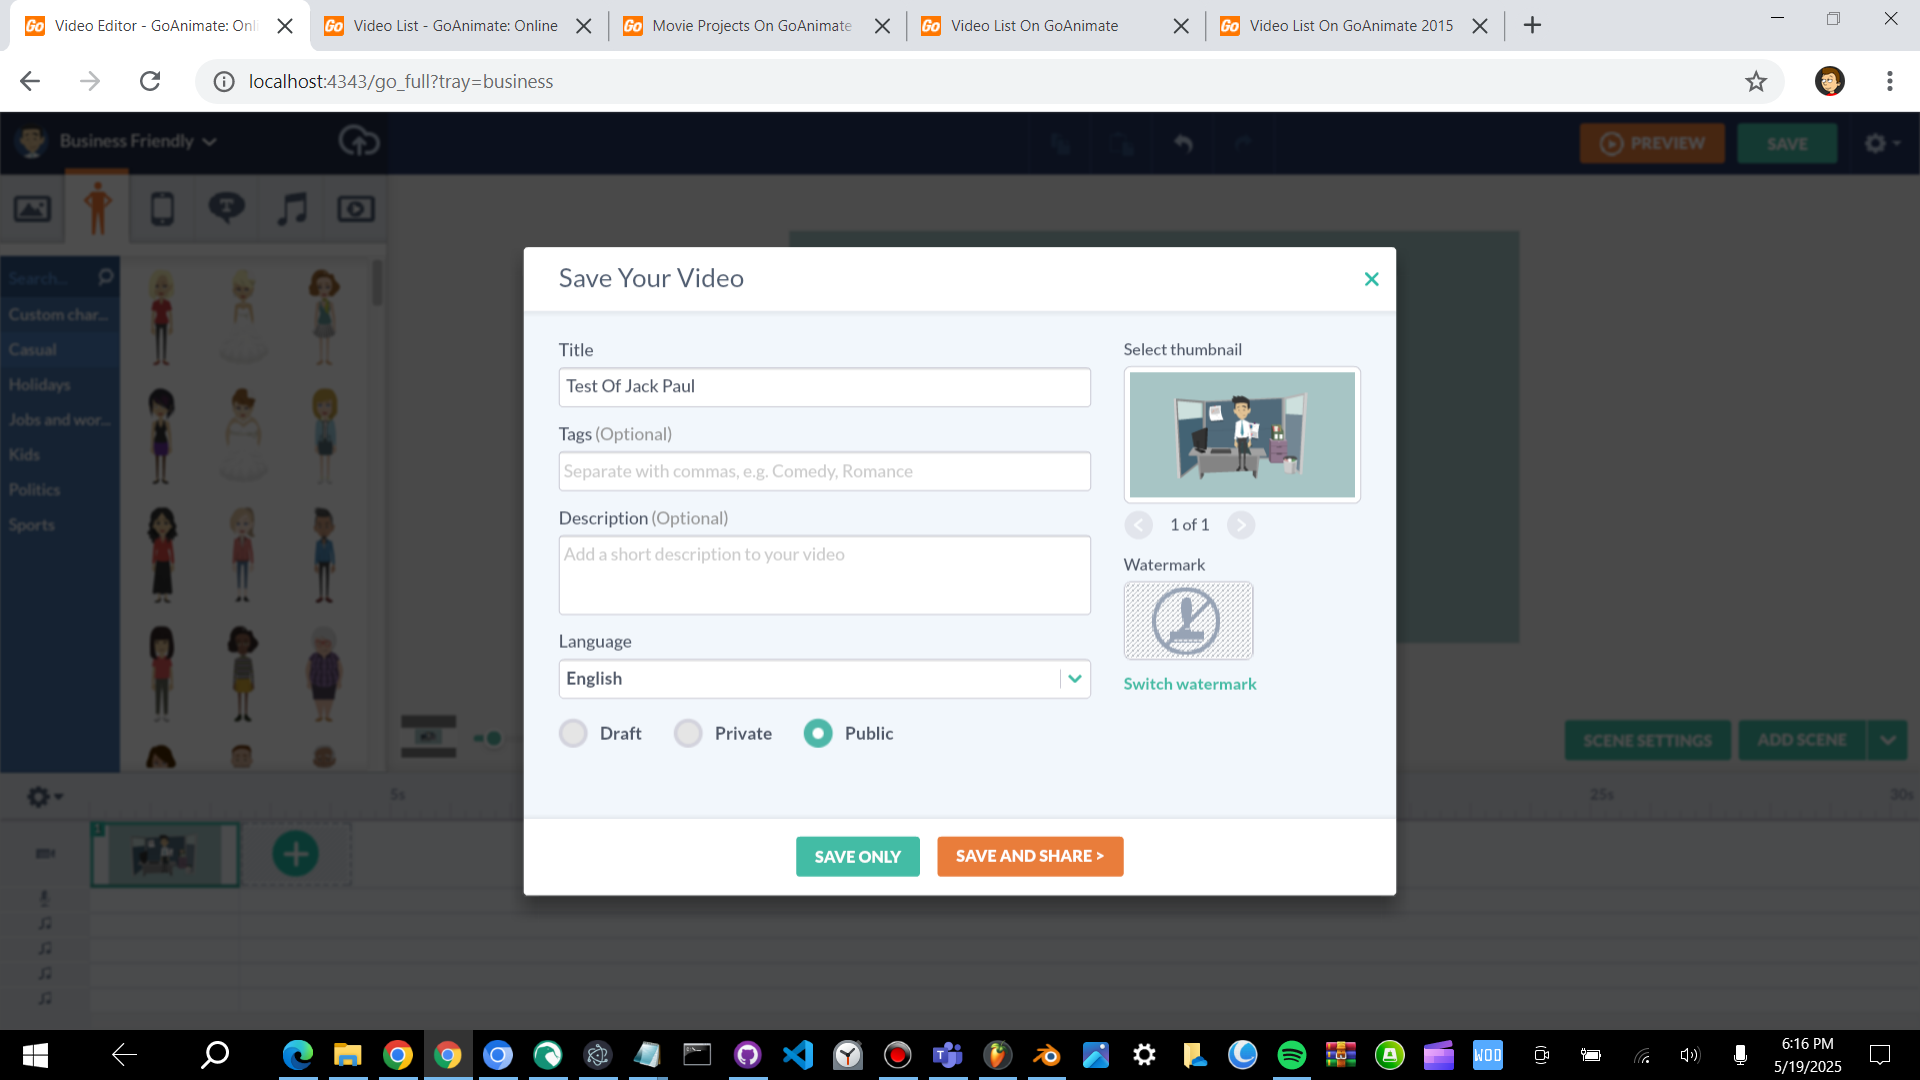 Video Editor - GoAnimate: Onli
Video List - GoAnimate: Online
Movie Projects On GoAnimate
Video List On GoAnimate
Video List On GoAnimate 2015
localhost:4343/go_full?tray=business
Business Friendly
PREVIEW
SAVE
Search...
Custom char...
Casual
Holidays
Jobs and wor...
Kids
Politics
Sports
Save Your Video
Title
Test Of Jack Paul
Tags (Optional)
Separate with commas, e.g. Comedy, Romance
Description (Optional)
Add a short description to your video
Language
English
Draft
Private
Public
Select thumbnail
1 of 1
Watermark
Switch watermark
SAVE ONLY
SAVE AND SHARE >
SCENE SETTINGS
ADD SCENE
5s
25s
30s
1
WOO
6:16 PM
5/19/2025